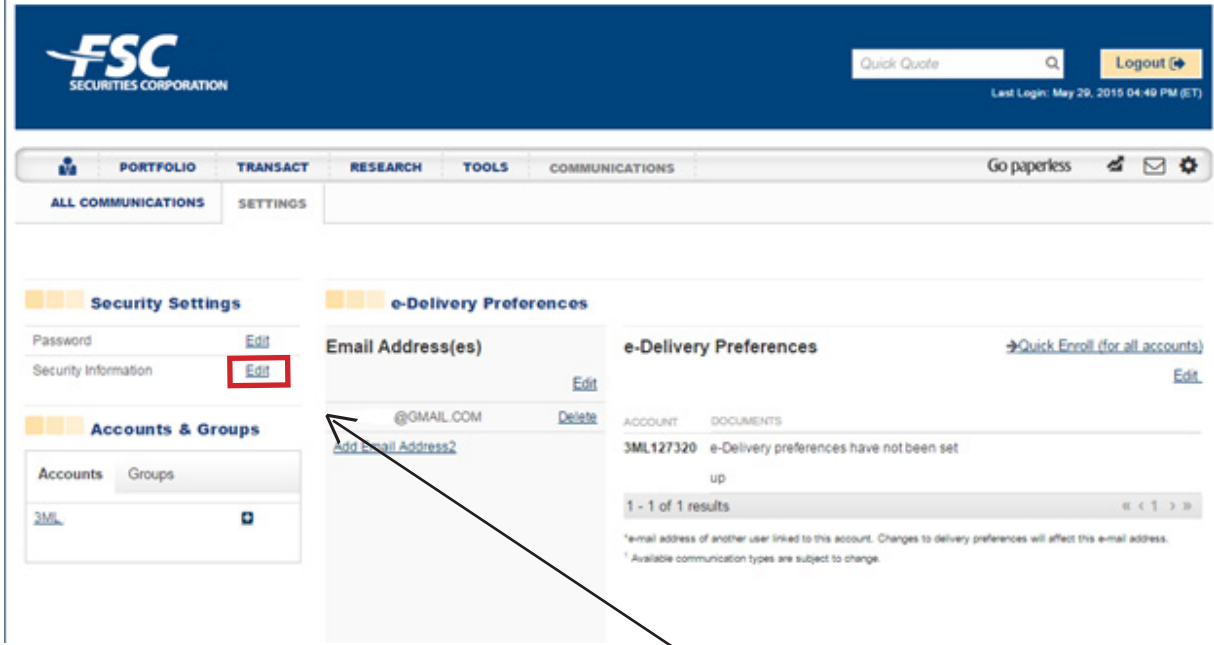 FSC
SECURITIES CORPORATION
Quick Quote
Logout
Last Login: May 29, 2015 04:49 PM (ET)
PORTFOLIO TRANSACT RESEARCH TOOLS COMMUNICATIONS Go paperless
ALL COMMUNICATIONS SETTINGS
Security Settings
Password Edit
Security Information Edit
Accounts & Groups
Accounts Groups
3ML
e-Delivery Preferences
Email Address(es)
Edit
@GMAIL.COM Delete
Add Email Address2
e-Delivery Preferences
→Quick Enroll (for all accounts)
Edit
ACCOUNT DOCUMENTS
3ML127320 e-Delivery preferences have not been set
up
1 - 1 of 1 results « < 1 > »
*e-mail address of another user linked to this account. Changes to delivery preferences will affect this e-mail address.
¹ Available communication types are subject to change.